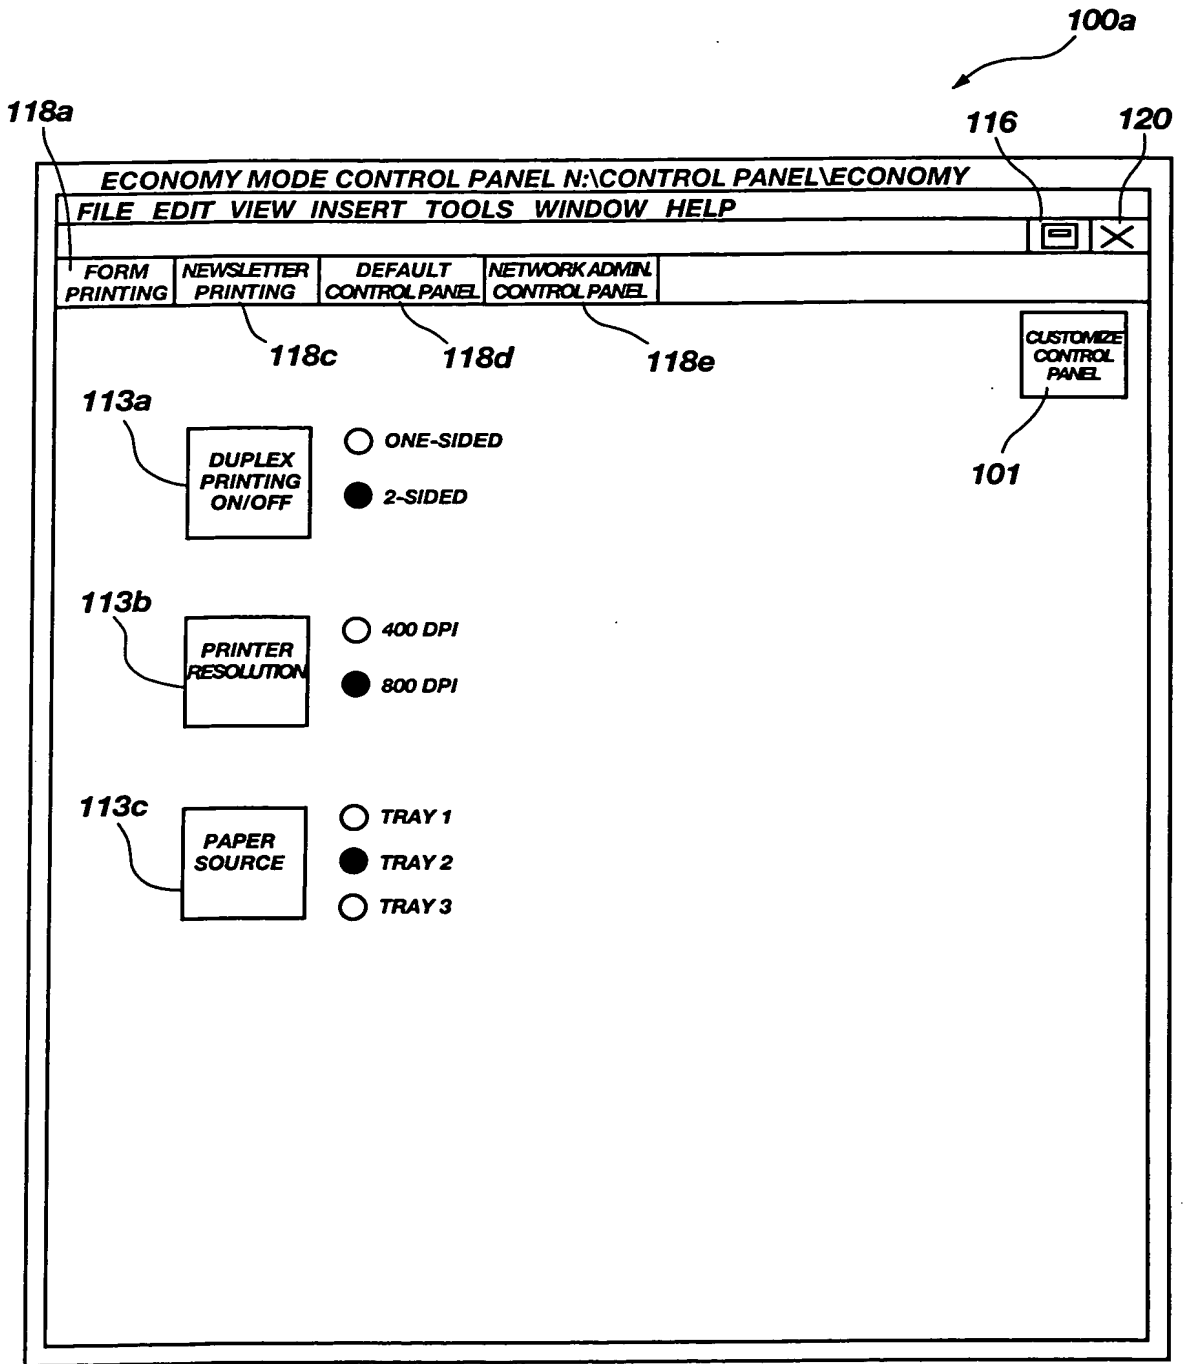 100a
118a
116
120
ECONOMY MODE CONTROL PANEL N:\CONTROL PANEL\ECONOMY
FILE EDIT VIEW INSERT TOOLS WINDOW HELP
FORM
PRINTING
NEWSLETTER
PRINTING
DEFAULT
CONTROL PANEL
NETWORK ADMIN.
CONTROL PANEL
118c
118d
118e
CUSTOMIZE
CONTROL
PANEL
101
113a
DUPLEX
PRINTING
ON/OFF
ONE-SIDED
2-SIDED
113b
PRINTER
RESOLUTION
400 DPI
800 DPI
113c
PAPER
SOURCE
TRAY 1
TRAY 2
TRAY 3